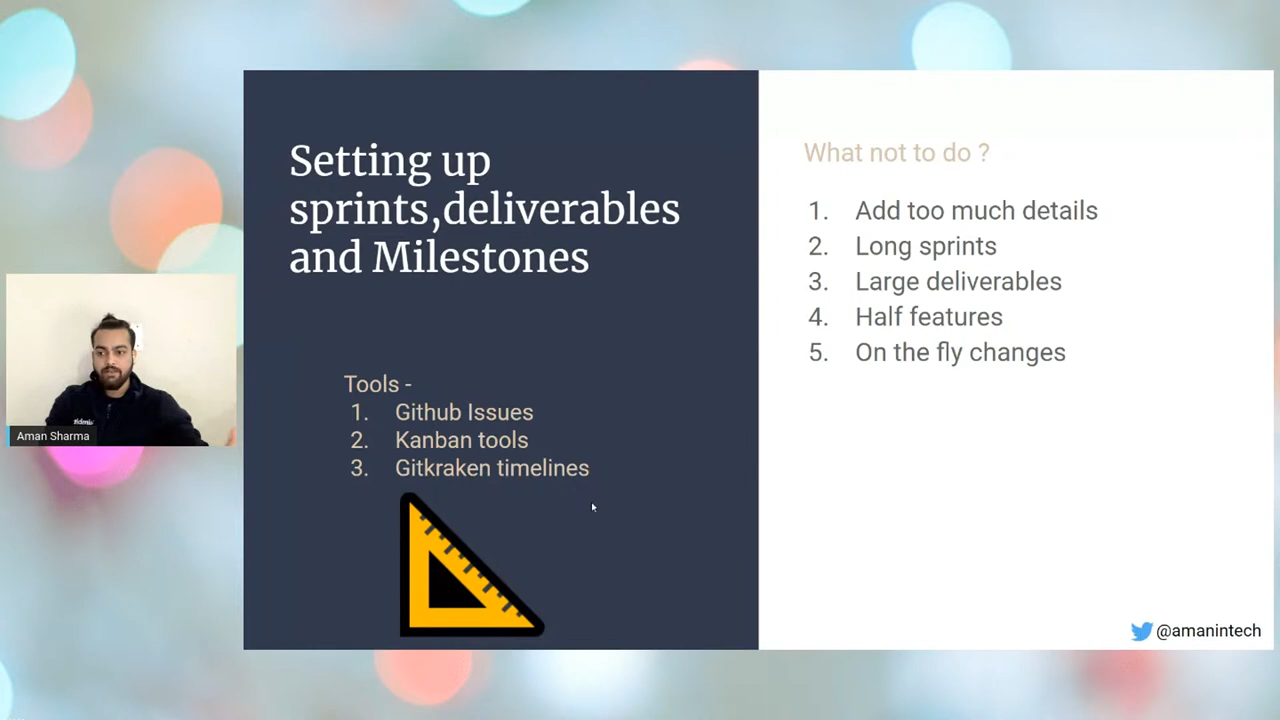 Setting up
sprints,deliverables
and Milestones
Tools -
1. Github Issues
2. Kanban tools
3. Gitkraken timelines
What not to do ?
1. Add too much details
2. Long sprints
3. Large deliverables
4. Half features
5. On the fly changes
Aman Sharma
@amanintech